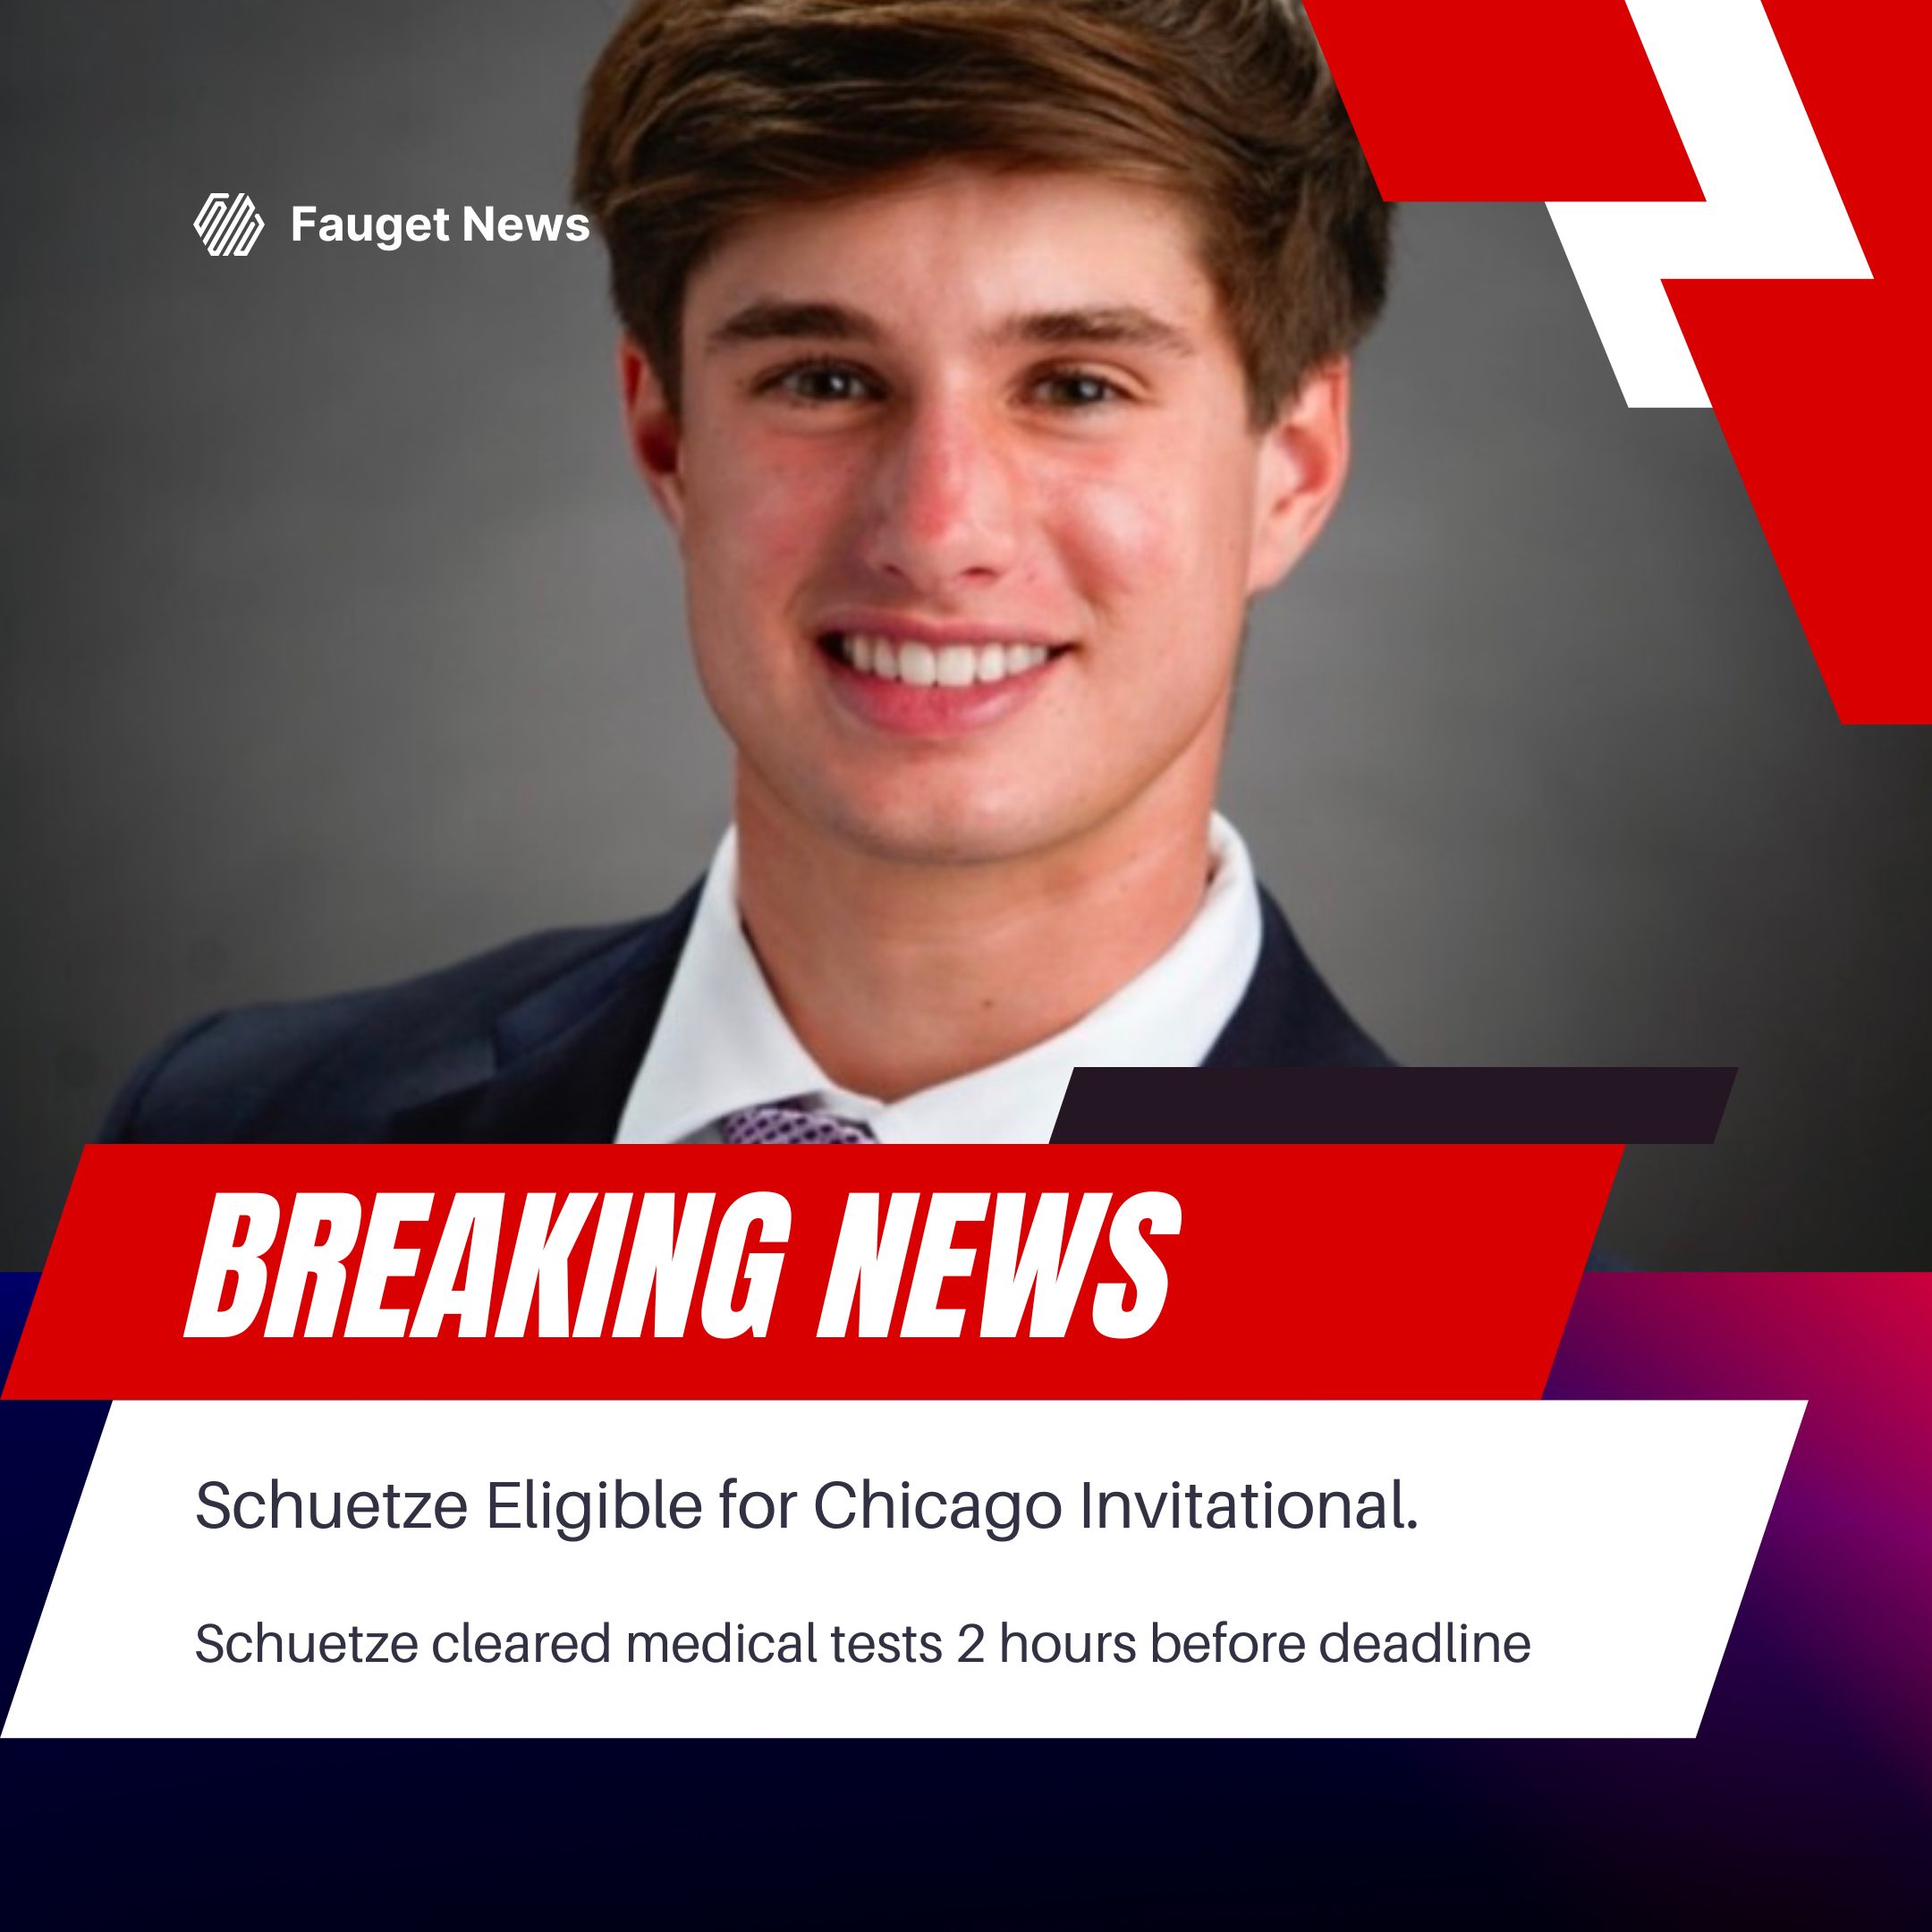 Fauget News
BREAKING NEWS
Schuetze Eligible for Chicago Invitational.
Schuetze cleared medical tests 2 hours before deadline